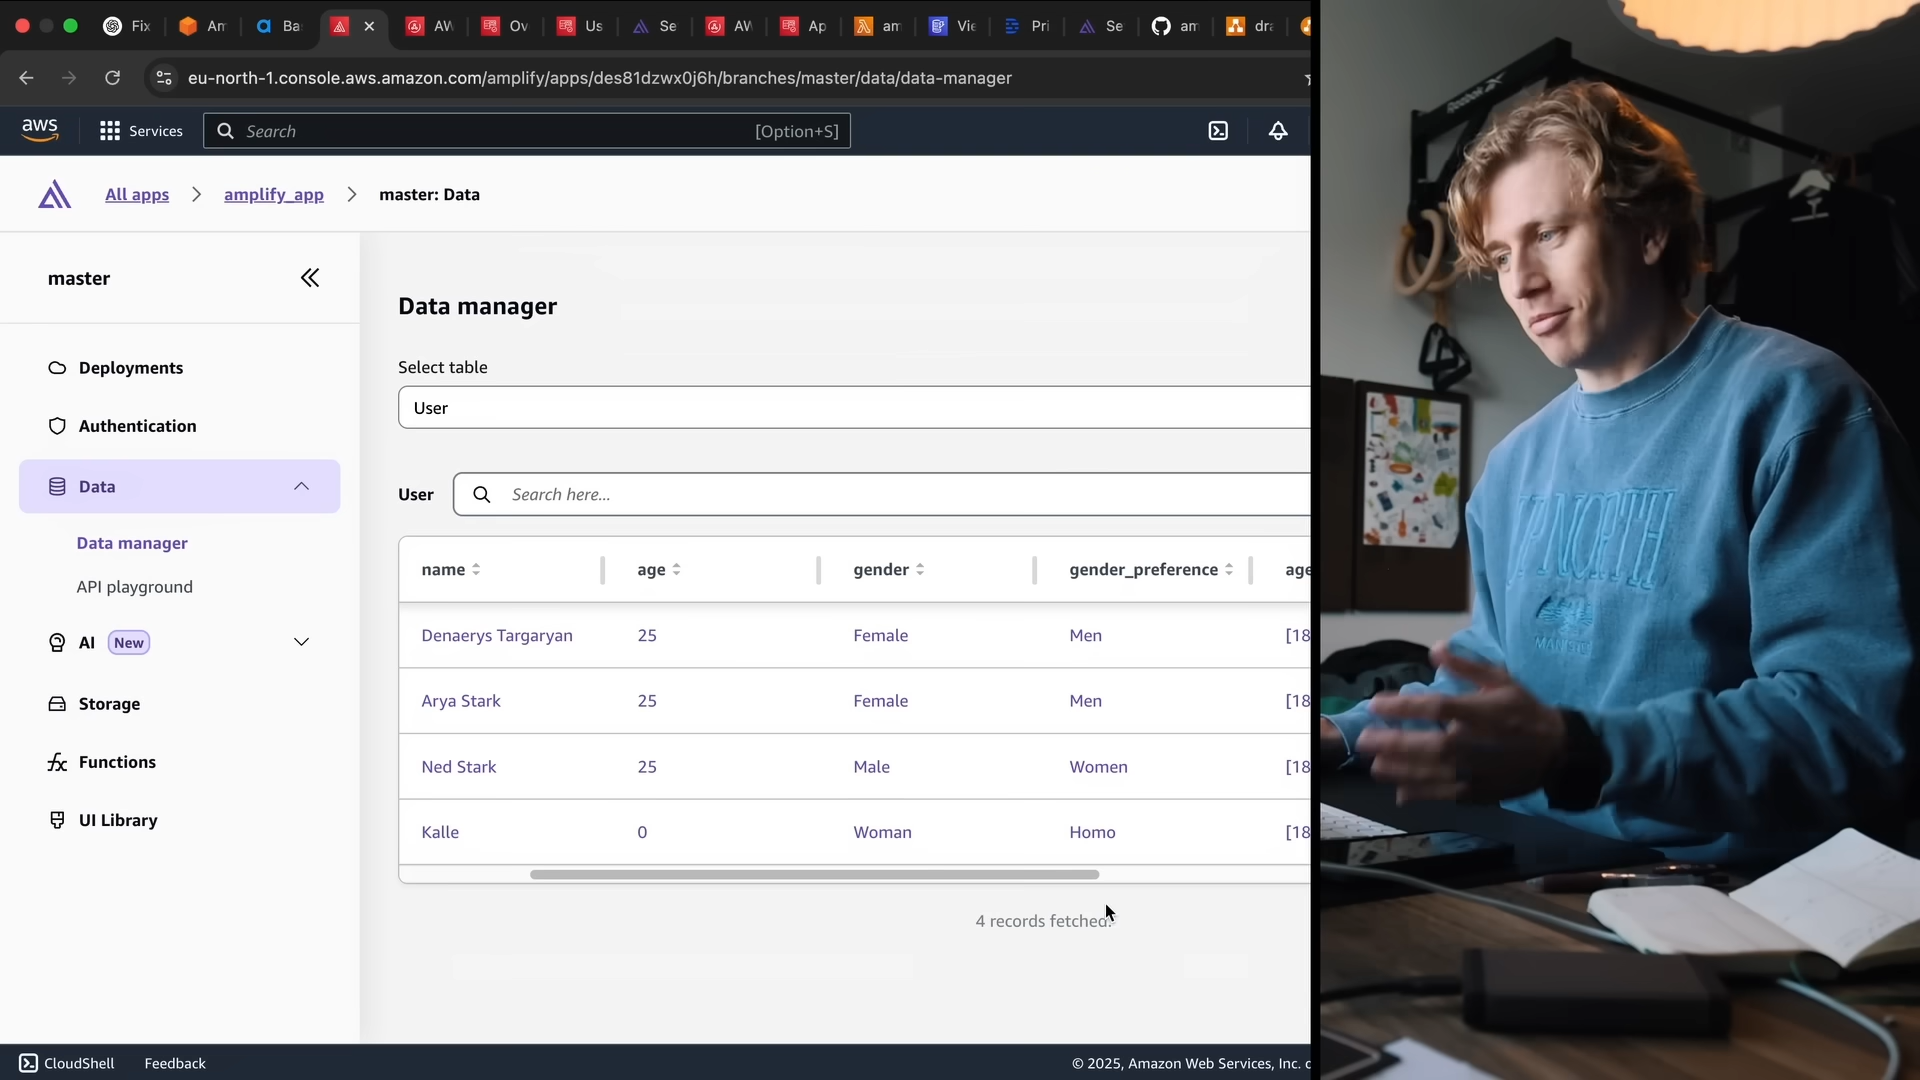 Fix
Am
Ba
AW
Ov
Us
Se
AW
Ap
am
Vie
Pri
Se
am
dra
eu-north-1.console.aws.amazon.com/amplify/apps/des81dzwx0j6h/branches/master/data/data-manager
aws
Services
Search
[Option+S]
All apps
amplify_app
master: Data
master
Deployments
Authentication
Data
Data manager
API playground
AI New
Storage
Functions
UI Library
Data manager
Select table
User
User
Search here...
name age gender gender_preference age
Denaerys Targaryan 25 Female Men [18
Arya Stark 25 Female Men [18
Ned Stark 25 Male Women [18
Kalle 0 Woman Homo [18
4 records fetched.
CloudShell
Feedback
© 2025, Amazon Web Services, Inc. o
Reebok
UP NORTH